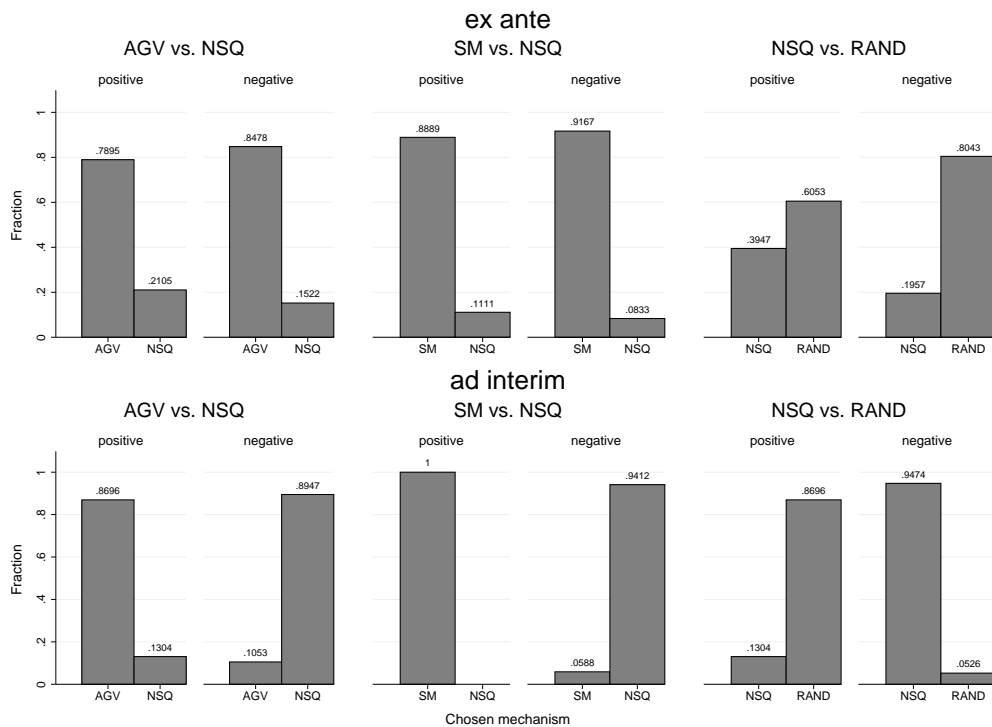 ex ante
AGV vs. NSQ
SM vs. NSQ
NSQ vs. RAND
positive
negative
positive
negative
positive
negative
Fraction
0
.2
.4
.6
.8
1
.7895
.2105
.8478
.1522
.8889
.1111
.9167
.0833
.3947
.6053
.1957
.8043
AGV
NSQ
AGV
NSQ
SM
NSQ
SM
NSQ
NSQ
RAND
NSQ
RAND
ad interim
AGV vs. NSQ
SM vs. NSQ
NSQ vs. RAND
positive
negative
positive
negative
positive
negative
Fraction
0
.2
.4
.6
.8
1
.8696
.1304
.1053
.8947
1
.0588
.9412
.1304
.8696
.9474
.0526
AGV
NSQ
AGV
NSQ
SM
NSQ
SM
NSQ
NSQ
RAND
NSQ
RAND
Chosen mechanism